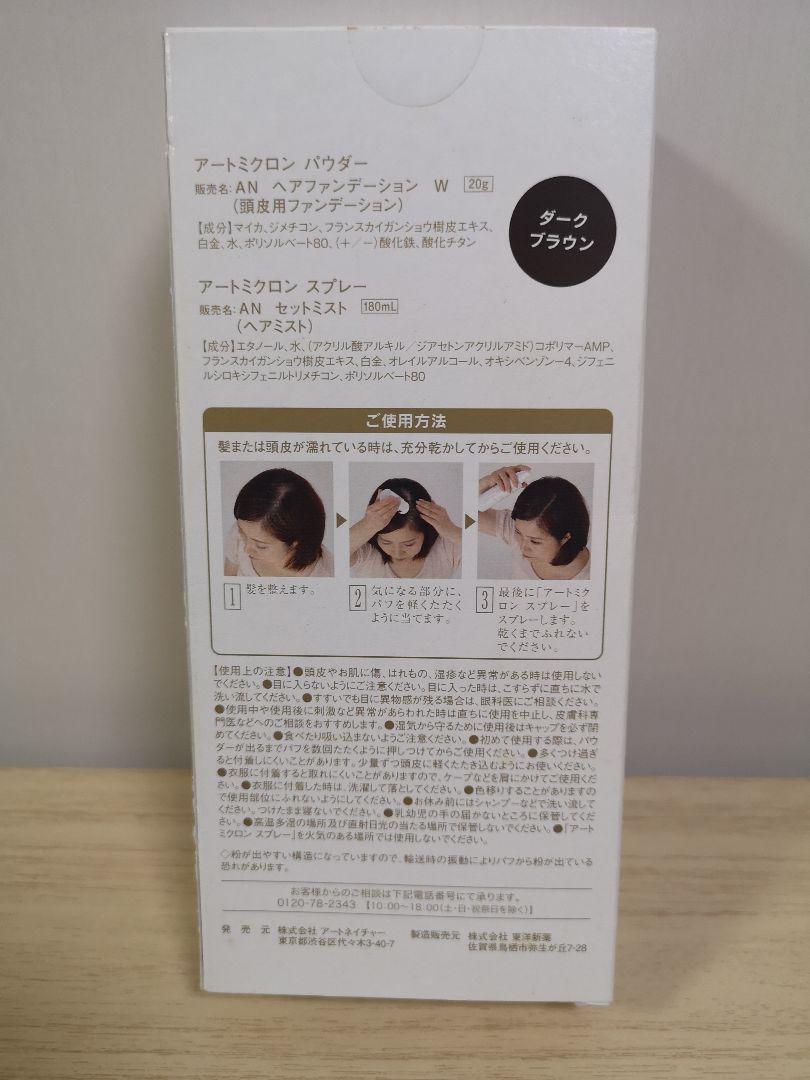 アートミクロン パウダー
販売名:AN ヘアファンデーション W 20g
(頭皮用ファンデーション)
【成分】マイカ、ジメチコン、フランスカイガンショウ樹皮エキス、
白金、水、ポリソルベート80、(+/−)酸化鉄、酸化チタン
ダーク
ブラウン
アートミクロン スプレー
販売名:AN セットミスト 180mL
(ヘアミスト)
【成分】エタノール、水、(アクリル酸アルキル/ジアセトンアクリルアミド)コポリマーAMP、
フランスカイガンショウ樹皮エキス、白金、オレイルアルコール、オキシベンゾン−4、ジフェニ
ルシロキシフェニルトリメチコン、ポリソルベート80
ご使用方法
髪または頭皮が濡れている時は、充分乾かしてからご使用ください。
1 髪を整えます。
2 気になる部分に、
パフを軽くたたく
ように当てます。
3 最後に「アートミク
ロン スプレー」を
スプレーします。
乾くまでふれない
でください。
【使用上の注意】●頭皮やお肌に傷、はれもの、湿疹など異常がある時は使用しない
でください。●目に入らないようにご注意ください。目に入った時は、こすらずに直ちに水で
洗い流してください。●すすいでも目に異物感が残る場合は、眼科医にご相談ください。
●使用中や使用後に刺激など異常があらわれた時は直ちに使用を中止し、皮膚科専
門医などへのご相談をおすすめします。●湿気から守るために使用後はキャップを必ず閉
めてください。●食べたり吸い込まないようご注意ください。●初めて使用する際は、パウ
ダーが出るまでパフを数回たたくように押しつけてからご使用ください。●多くつけ過ぎ
ると付着しにくいことがあります。少量ずつ頭皮に軽くたたき込むようにお使いください。
●衣服に付着すると取れにくいことがありますので、ケープなどを肩にかけてご使用くだ
さい。●衣服に付着した時は、洗濯して落としてください。●色移りすることがありますの
で使用部位にふれないようにしてください。●お休み前にはシャンプーなどで洗い流して
ください。つけたまま寝ないでください。●乳幼児の手の届かないところに保管してくだ
さい。●高温多湿の場所及び直射日光の当たる場所で保管しないでください。●「アート
ミクロン スプレー」を火気のある場所では使用しないでください。
◇粉が出やすい構造になっていますので、輸送時の振動によりパフから粉が出ている
恐れがあります。
お客様からのご相談は下記電話番号にて承ります。
0120-78-2343 【10:00〜18:00(土・日・祝祭日を除く)】
発売元 株式会社 アートネイチャー 製造販売元 株式会社 東洋新薬
東京都渋谷区代々木3-40-7 佐賀県鳥栖市弥生が丘7-28